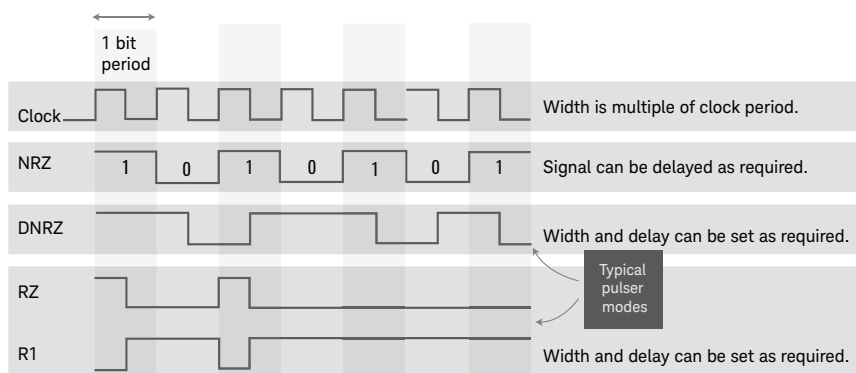 1 bit
period
Clock
Width is multiple of clock period.
NRZ
1 0 1 0 1 0 1
Signal can be delayed as required.
DNRZ
Width and delay can be set as required.
Typical
pulser
modes
RZ
R1
Width and delay can be set as required.